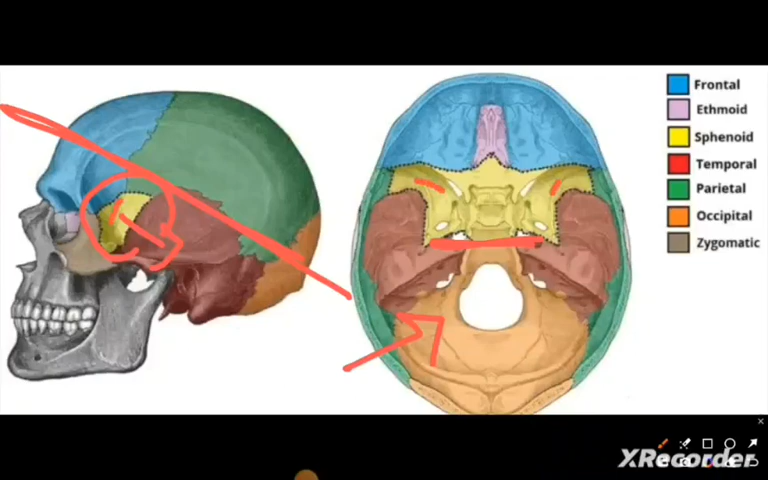 Frontal
Ethmoid
Sphenoid
Temporal
Parietal
Occipital
Zygomatic
XRecorder